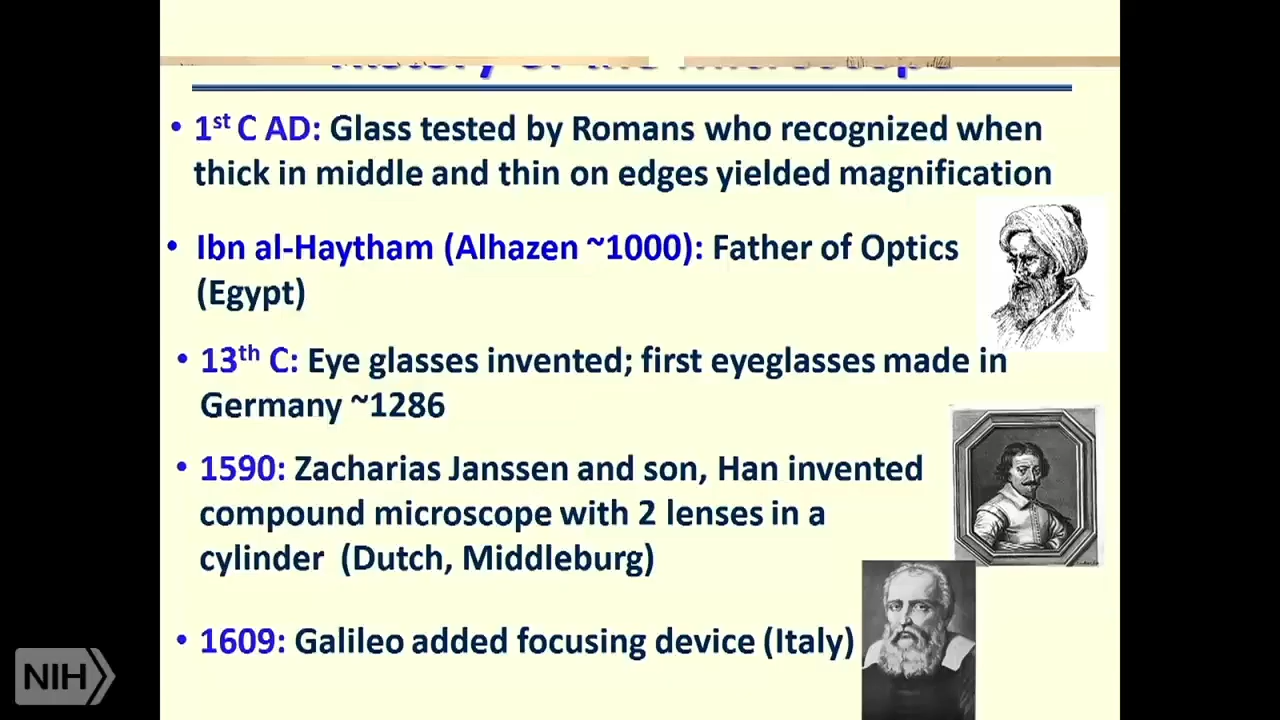 1st C AD: Glass tested by Romans who recognized when
thick in middle and thin on edges yielded magnification
Ibn al-Haytham (Alhazen ~1000): Father of Optics
(Egypt)
13th C: Eye glasses invented; first eyeglasses made in
Germany ~1286
1590: Zacharias Janssen and son, Han invented
compound microscope with 2 lenses in a
cylinder (Dutch, Middleburg)
1609: Galileo added focusing device (Italy)
NIH